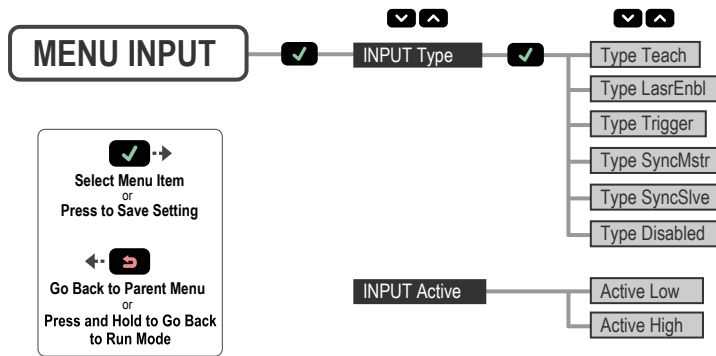 MENU INPUT
INPUT Type
Type Teach
Type LasrEnbl
Type Trigger
Type SyncMstr
Type SyncSlve
Type Disabled
Select Menu Item
or
Press to Save Setting
Go Back to Parent Menu
or
Press and Hold to Go Back
to Run Mode
INPUT Active
Active Low
Active High